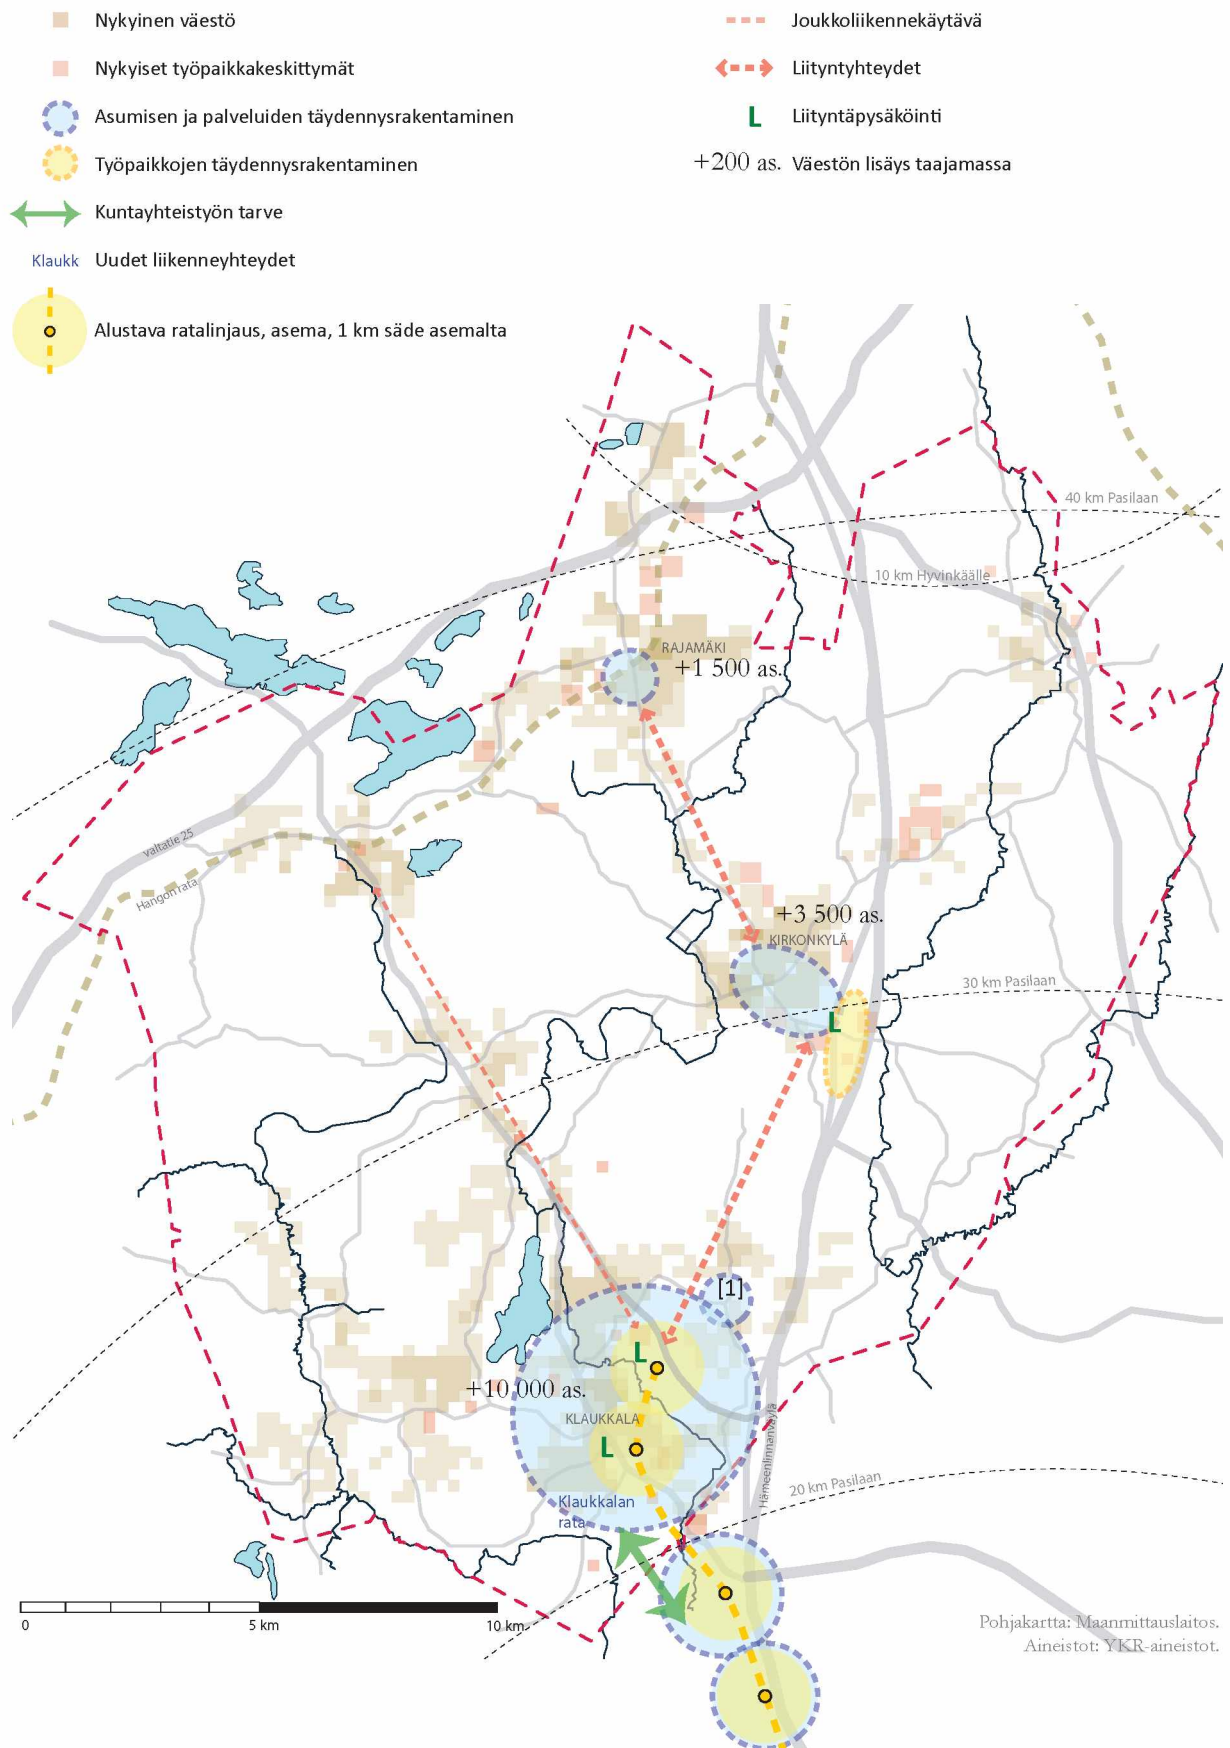 Nykyinen väestö
Nykyiset työpaikkakeskittymät
Asumisen ja palveluiden täydennysrakentaminen
Työpaikkojen täydennysrakentaminen
Kuntayhteistyön tarve
Klaukk Uudet liikenneyhteydet
Alustava ratalinjaus, asema, 1 km säde asemalta
Joukkoliikennekäytävä
Liityntyhteydet
L Liityntäpysäköinti
+200 as. Väestön lisäys taajamassa
40 km Pasilaan
10 km Hyvinkäälle
RAJAMÄKI
+1 500 as.
valtatie 25
Hangon rata
+3 500 as.
KIRKONKYLÄ
30 km Pasilaan
L
[1]
L
+10 000 as.
KLAUKKALA
L
Hämeenlinnanväylä
20 km Pasilaan
Klaukkalan
rata
0 5 km 10 km
Pohjakartta: Maanmittauslaitos.
Aineistot: YKR-aineistot.